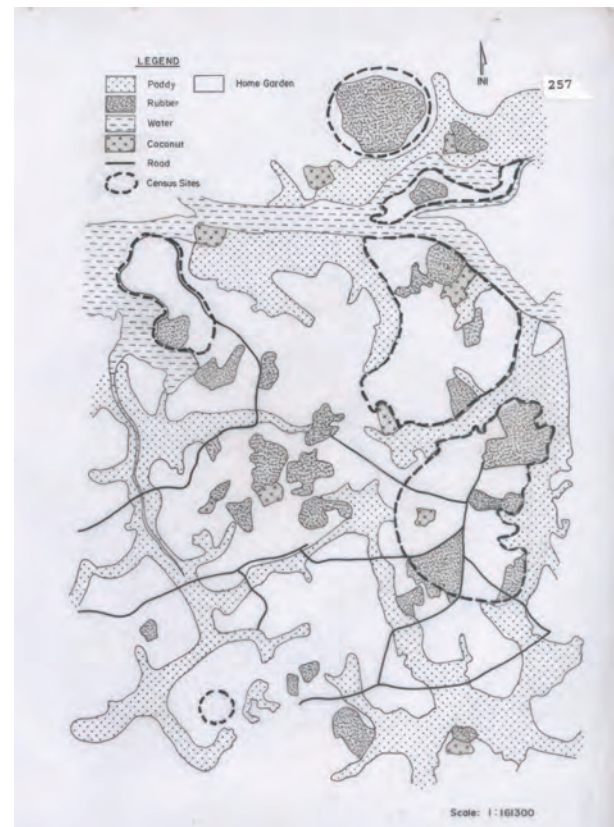 LEGEND
Paddy
Home Garden
Rubber
Water
Coconut
Road
Census Sites
N
257
Scale: 1:161300